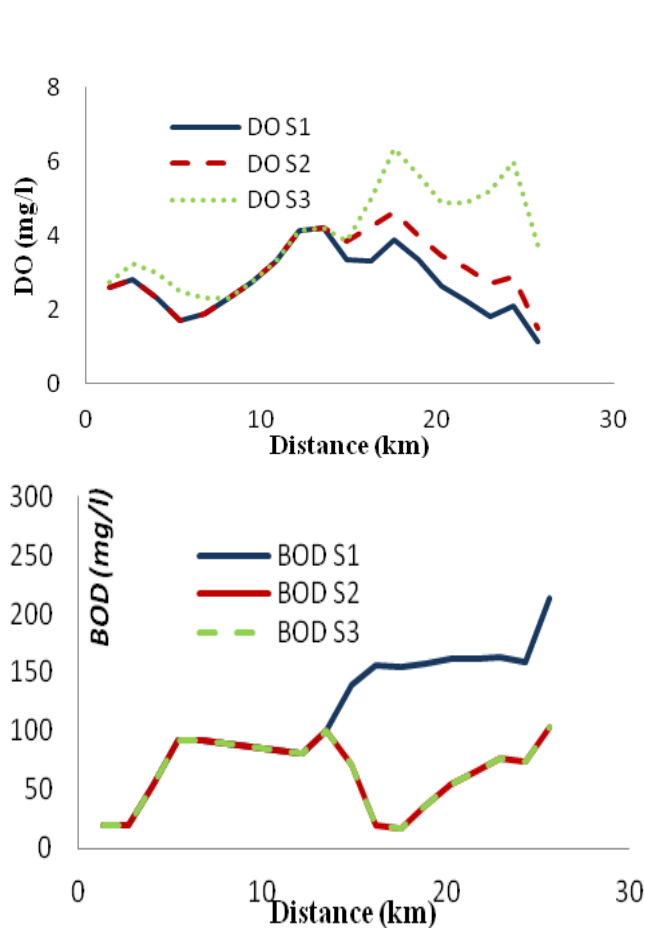 8
DO S1
6
DO S2
DO S3
DO (mg/l)
4
2
0
0 10 20 30
Distance (km)
300
BOD (mg/l)
250
BOD S1
200
BOD S2
BOD S3
150
100
50
0
0 10 20 30
Distance (km)